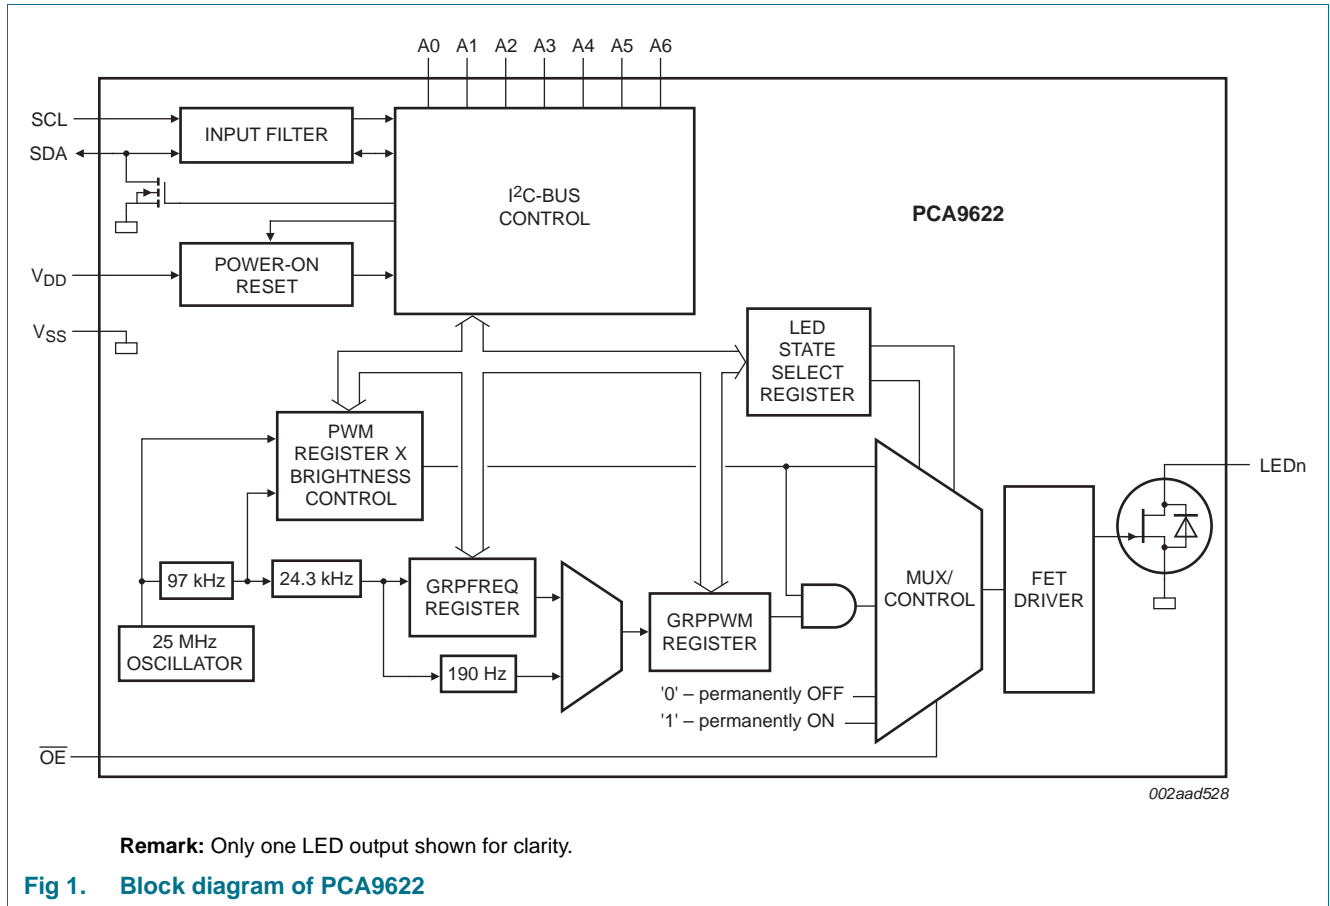 A0 A1 A2 A3 A4 A5 A6
SCL
SDA
INPUT FILTER
I2C-BUS
CONTROL
PCA9622
VDD
POWER-ON
RESET
VSS
LED
STATE
SELECT
REGISTER
PWM
REGISTER X
BRIGHTNESS
CONTROL
LEDn
97 kHz
24.3 kHz
GRPFREQ
REGISTER
MUX/
CONTROL
FET
DRIVER
GRPPWM
REGISTER
25 MHz
OSCILLATOR
190 Hz
'0' – permanently OFF
'1' – permanently ON
OE
002aad528
Remark: Only one LED output shown for clarity.
Fig 1. Block diagram of PCA9622